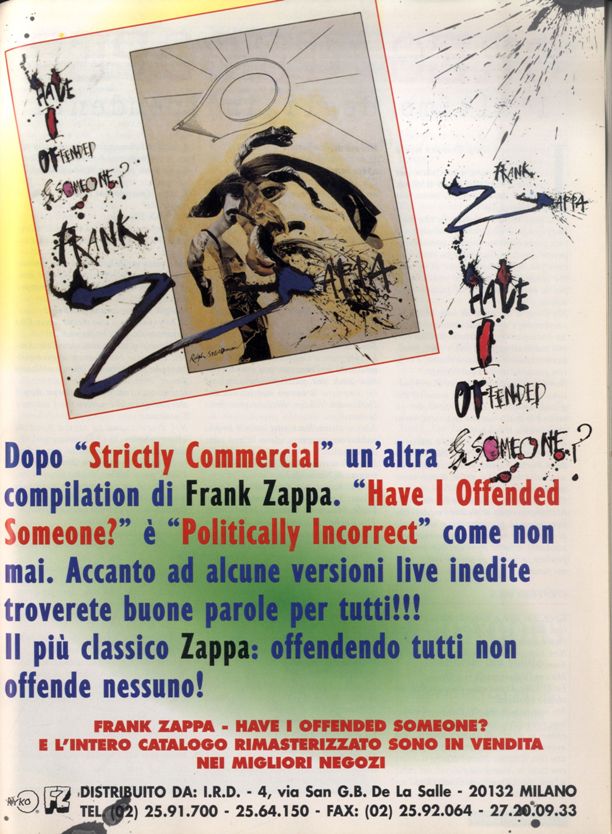 HAVE
I
OFFENDED
SOMEONE?
FRANK
ZAPPA
Ralph STEADman
FRANK
ZAPPA
HAVE
I
OFFENDED
SOMEONE?
Dopo “Strictly Commercial” un’altra
compilation di Frank Zappa. “Have I Offended
Someone?” è “Politically Incorrect” come non
mai. Accanto ad alcune versioni live inedite
troverete buone parole per tutti!!!
Il più classico Zappa: offendendo tutti non
offende nessuno!
FRANK ZAPPA - HAVE I OFFENDED SOMEONE?
E L’INTERO CATALOGO RIMASTERIZZATO SONO IN VENDITA
NEI MIGLIORI NEGOZI
RYKO FZ DISTRIBUITO DA: I.R.D. - 4, via San G.B. De La Salle - 20132 MILANO
TEL (02) 25.91.700 - 25.64.150 - FAX: (02) 25.92.064 - 27.20.09.33